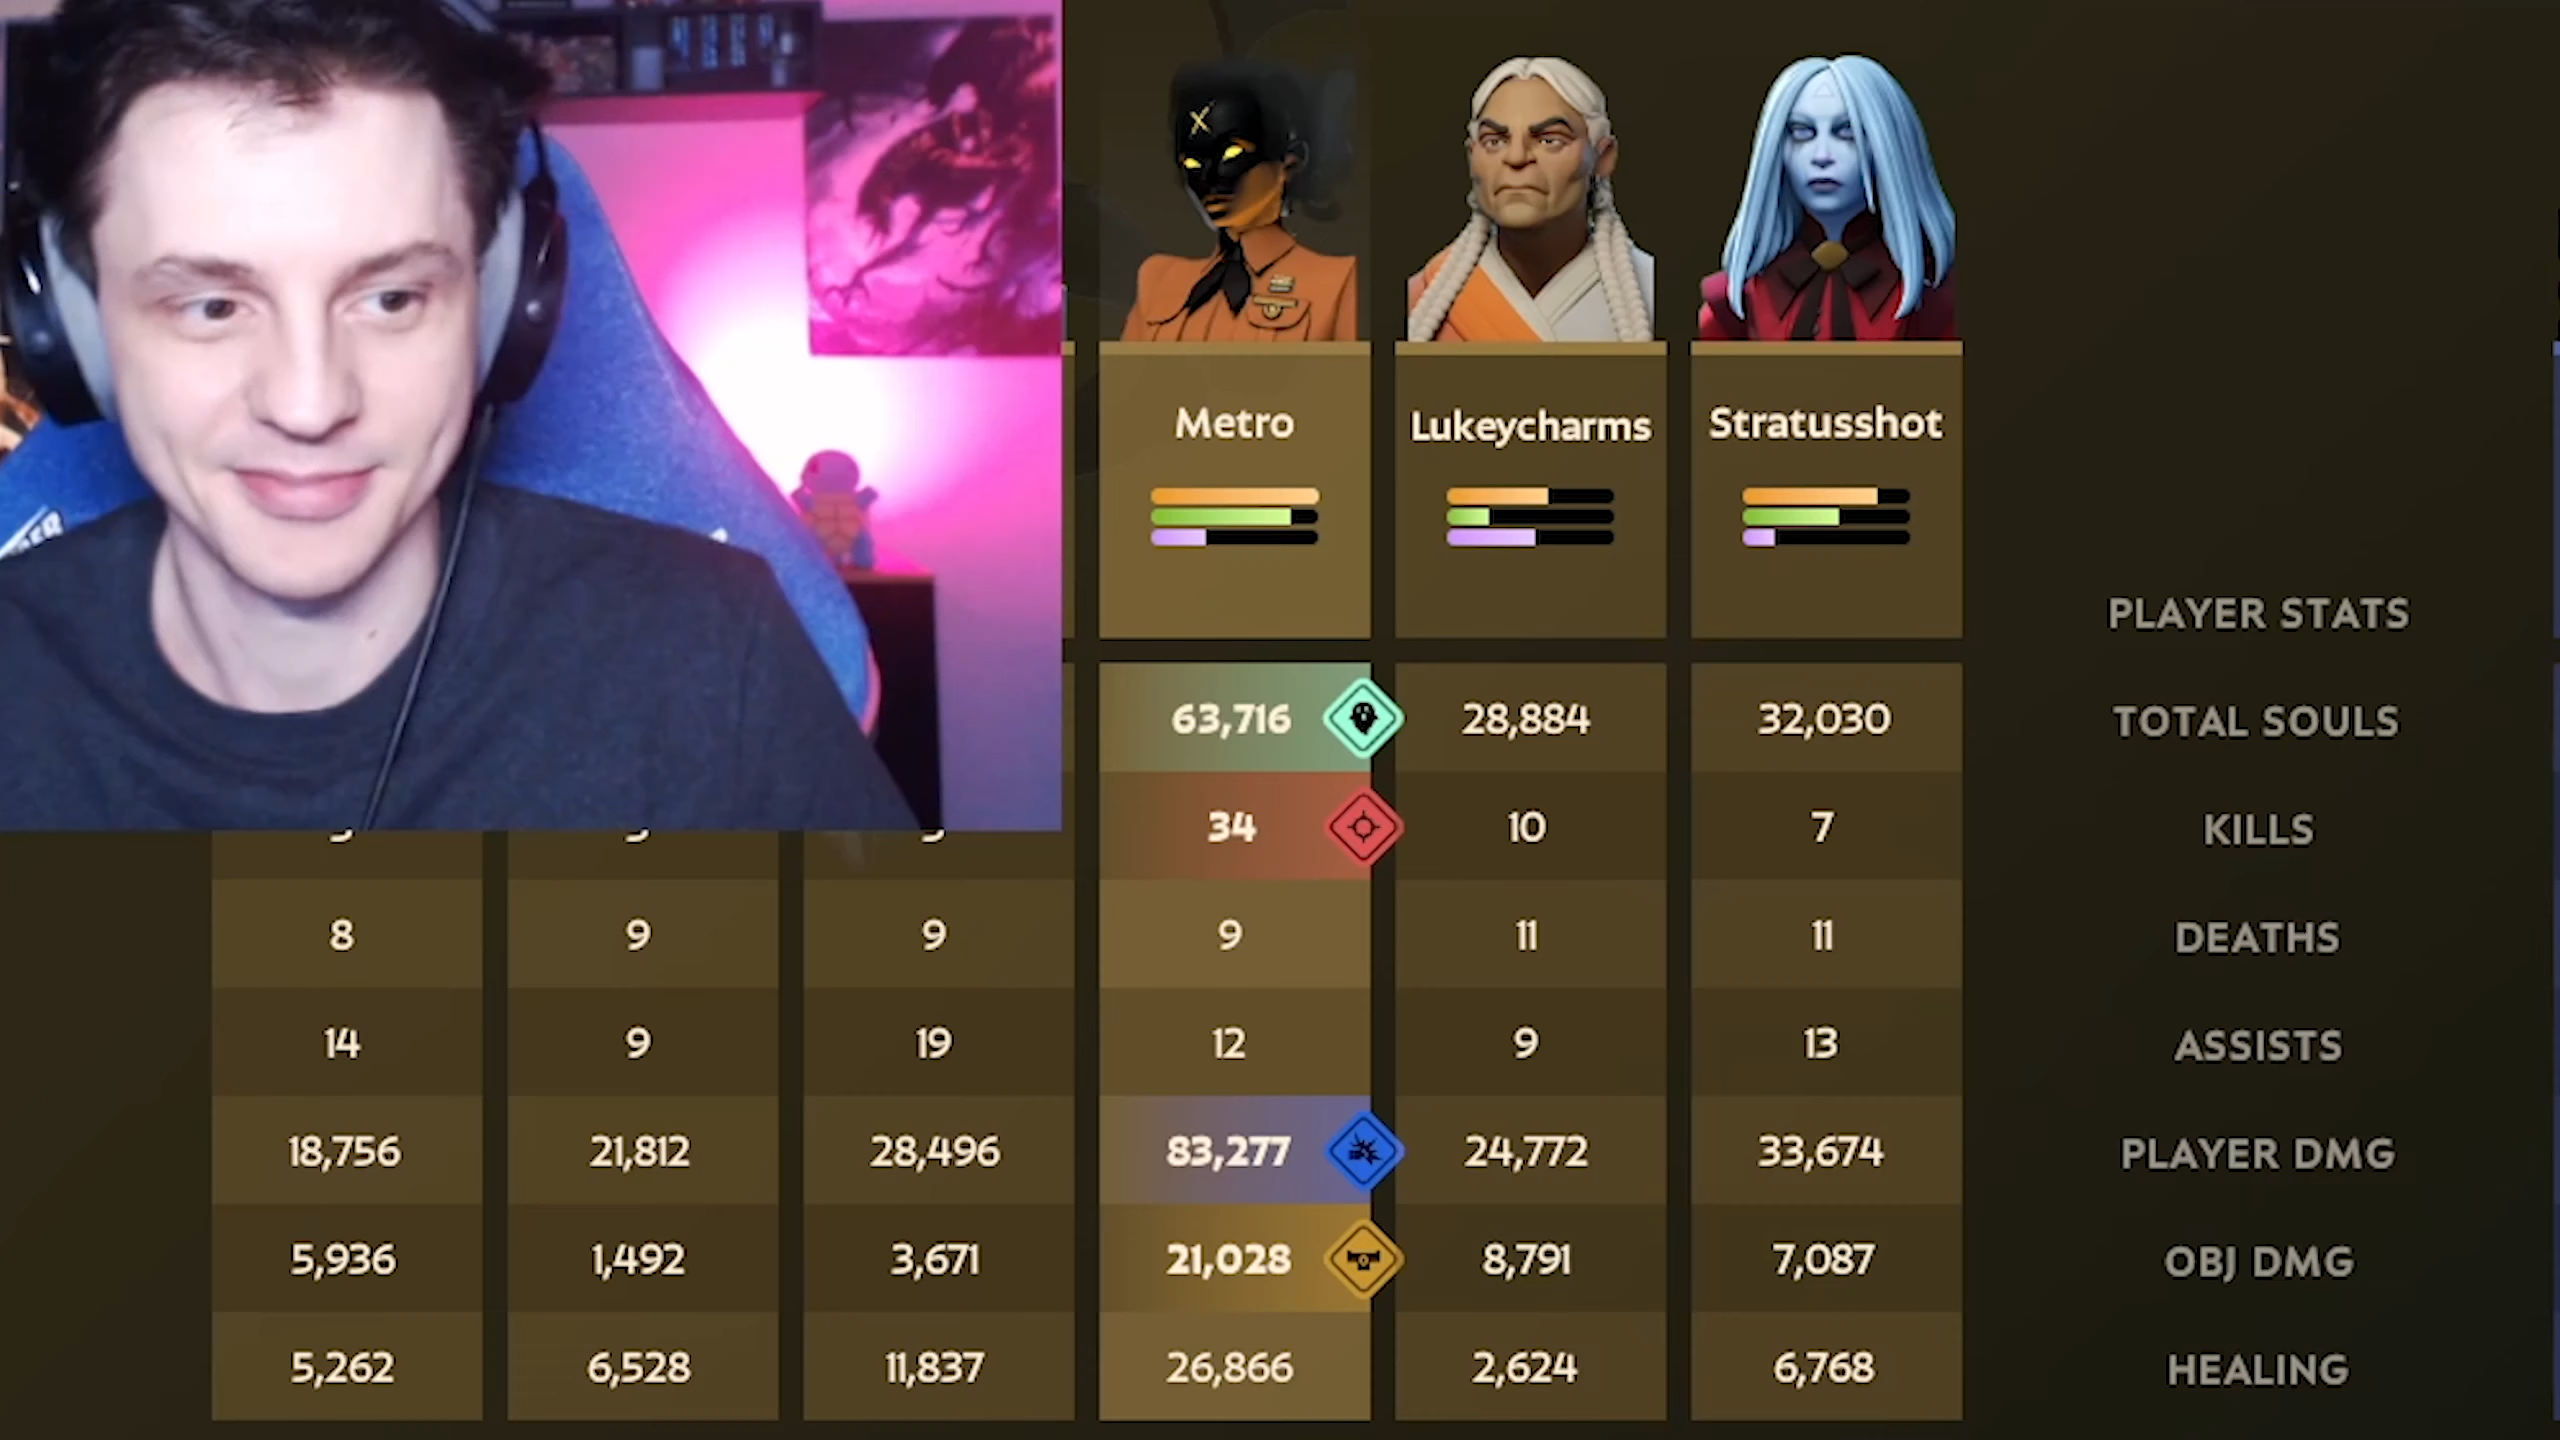 Metro Lukeycharms Stratusshot
PLAYER STATS
63,716 28,884 32,030 TOTAL SOULS
34 10 7 KILLS
8 9 9 9 11 11 DEATHS
14 9 19 12 9 13 ASSISTS
18,756 21,812 28,496 83,277 24,772 33,674 PLAYER DMG
5,936 1,492 3,671 21,028 8,791 7,087 OBJ DMG
5,262 6,528 11,837 26,866 2,624 6,768 HEALING